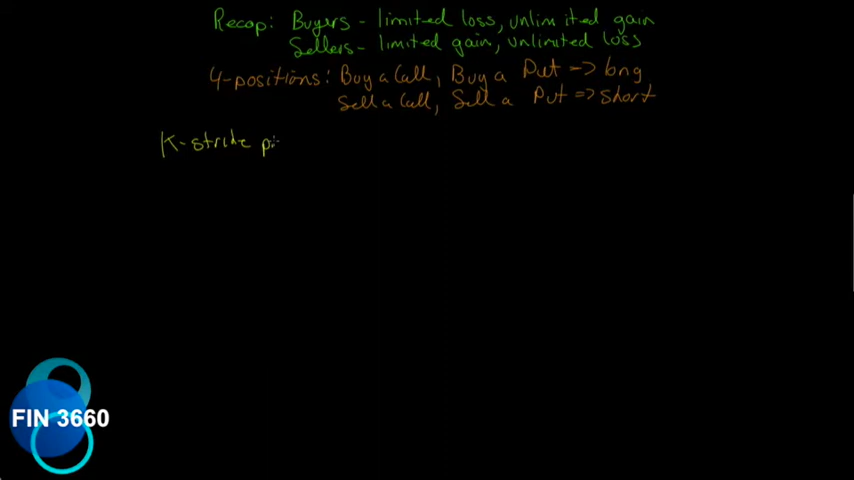 Recap: Buyers - limited loss, unlimited gain
Sellers - limited gain, unlimited loss
4-positions: Buy a Call, Buy a Put => long
Sell a Call, Sell a Put => short
K-strike pi
FIN 3660